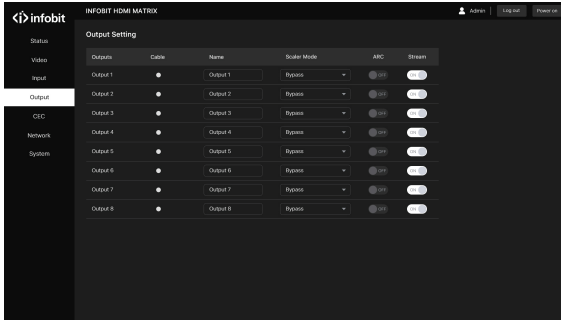 infobit
INFOBIT HDMI MATRIX
Admin
Log out
Power on
Status
Video
Input
Output
CEC
Network
System
Output Setting
Outputs Cable Name Scaler Mode ARC Stream
Output 1 Output 1 Bypass OFF ON
Output 2 Output 2 Bypass OFF ON
Output 3 Output 3 Bypass OFF ON
Output 4 Output 4 Bypass OFF ON
Output 5 Output 5 Bypass OFF ON
Output 6 Output 6 Bypass OFF ON
Output 7 Output 7 Bypass OFF ON
Output 8 Output 8 Bypass OFF ON